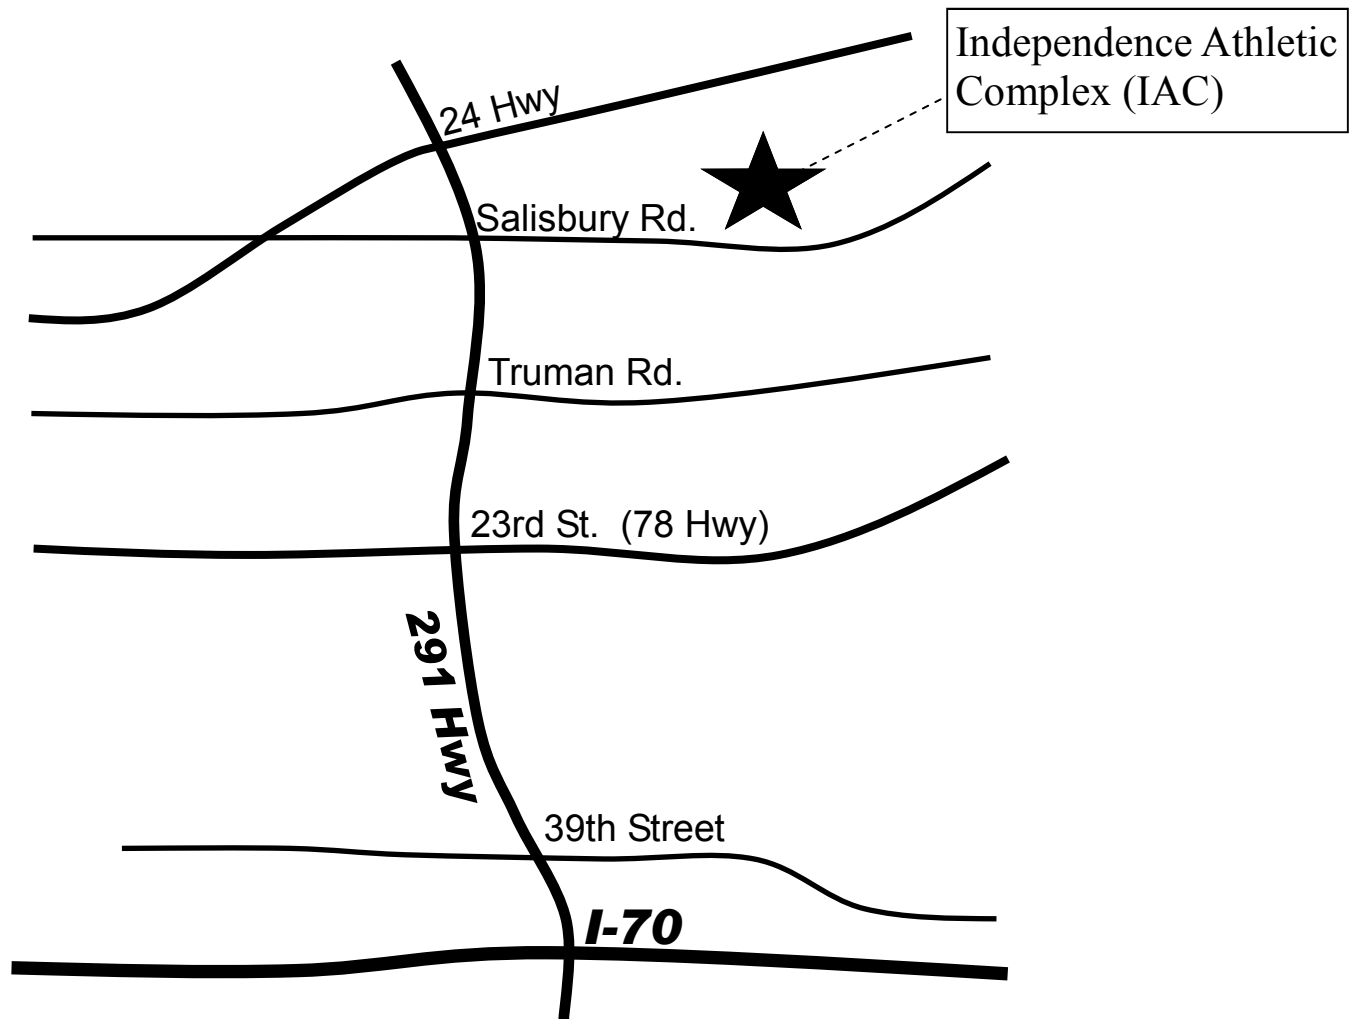 Independence Athletic
Complex (IAC)
24 Hwy
Salisbury Rd.
Truman Rd.
23rd St.  (78 Hwy)
291 Hwy
39th Street
I-70